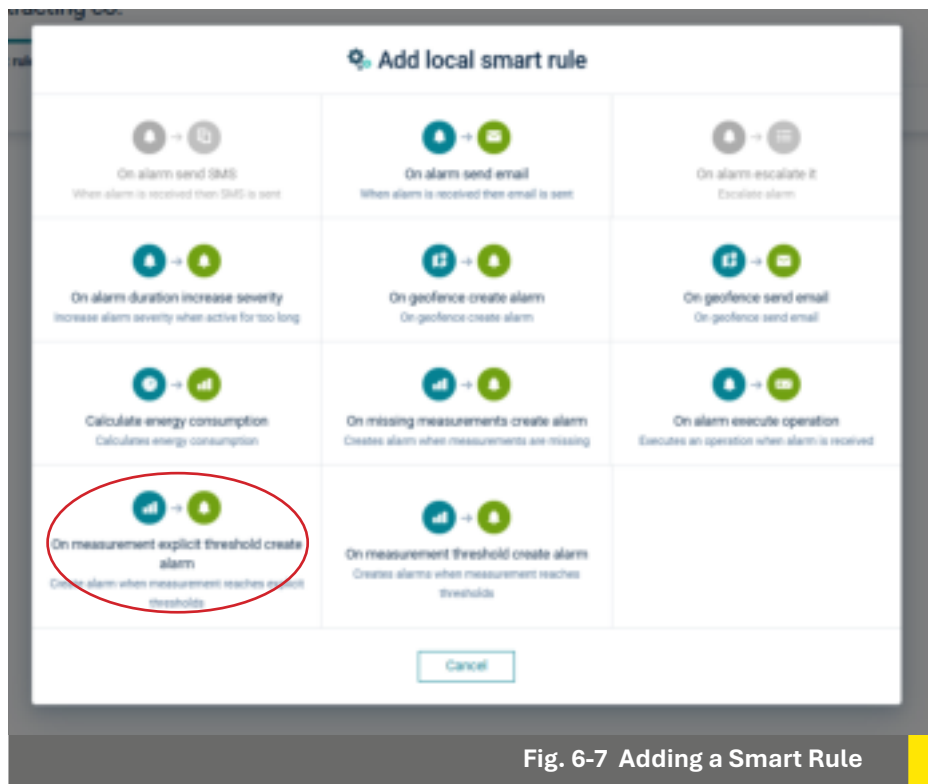 tracting co.
t rule
Add local smart rule
On alarm send SMS
When alarm is received then SMS is sent
On alarm send email
When alarm is received then email is sent
On alarm escalate it
Escalate alarm
On alarm duration increase severity
Increase alarm severity when active for too long
On geofence create alarm
On geofence create alarm
On geofence send email
On geofence send email
Calculate energy consumption
Calculates energy consumption
On missing measurements create alarm
Creates alarm when measurements are missing
On alarm execute operation
Executes an operation when alarm is received
On measurement explicit threshold create
alarm
Create alarm when measurement reaches explicit
thresholds
On measurement threshold create alarm
Creates alarms when measurement reaches
thresholds
Cancel
Fig. 6-7 Adding a Smart Rule